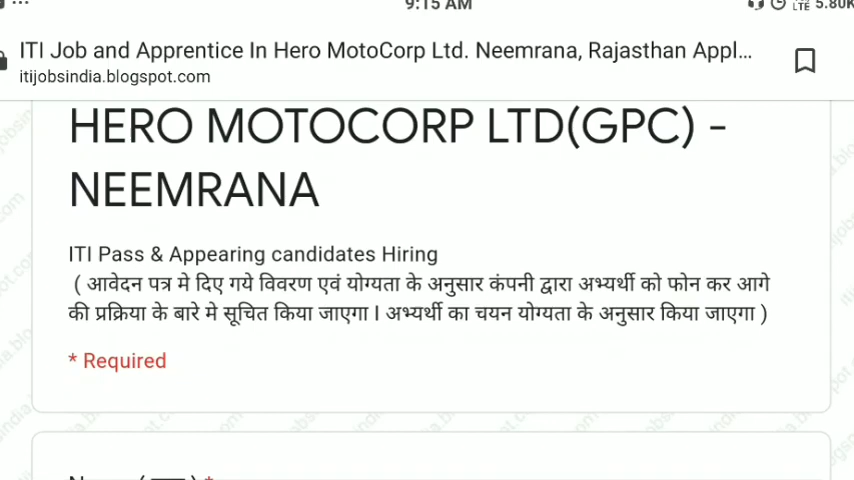 9:15 AM
LTE 5.80K
ITI Job and Apprentice In Hero MotoCorp Ltd. Neemrana, Rajasthan Appl...
itijobsindia.blogspot.com
HERO MOTOCORP LTD(GPC) -
NEEMRANA
ITI Pass & Appearing candidates Hiring
( आवेदन पत्र मे दिए गये विवरण एवं योग्यता के अनुसार कंपनी द्वारा अभ्यर्थी को फोन कर आगे
की प्रक्रिया के बारे मे सूचित किया जाएगा I अभ्यर्थी का चयन योग्यता के अनुसार किया जाएगा )
* Required